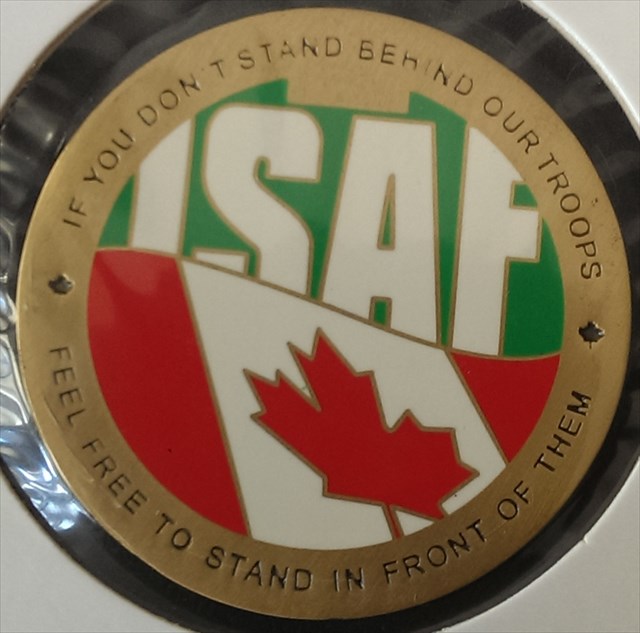 IF YOU DON'T STAND BEHIND OUR TROOPS
ISAF
FEEL FREE TO STAND IN FRONT OF THEM